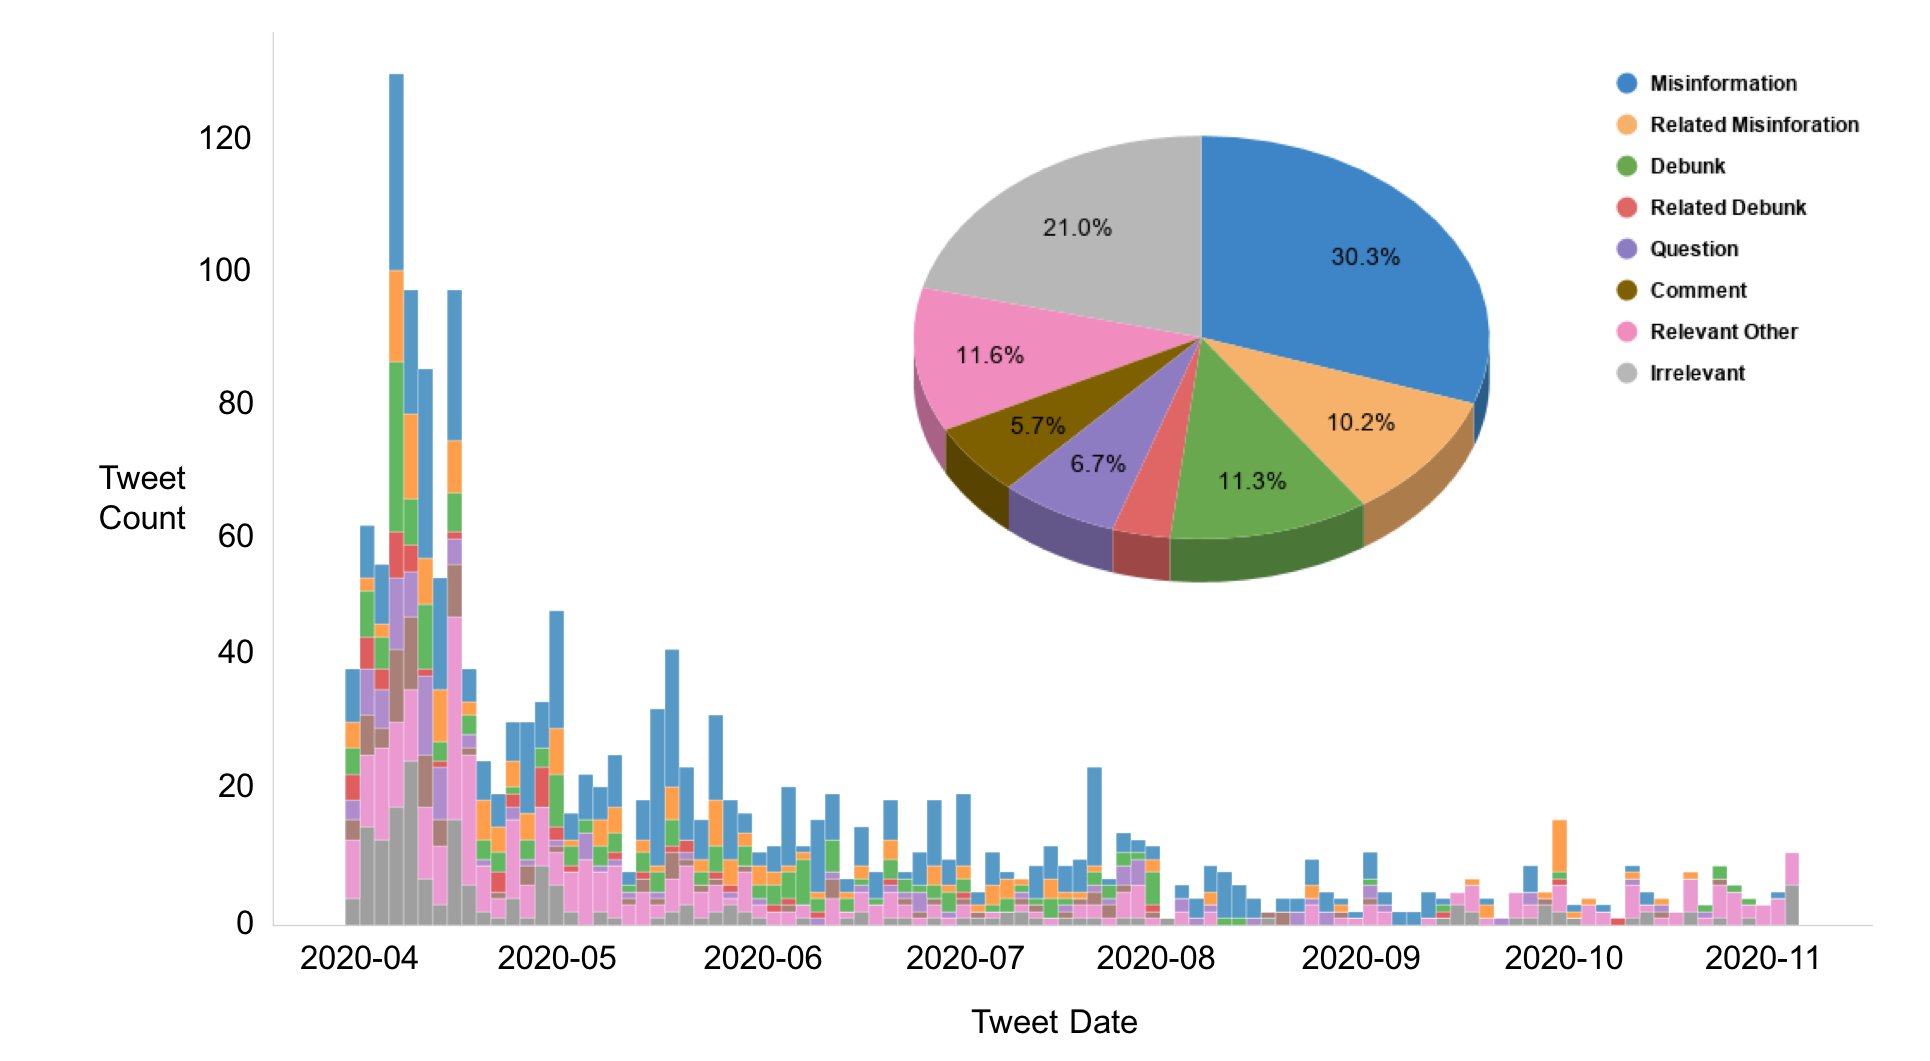 120
100
80
60
40
20
0
Tweet
Count
2020-04
2020-05
2020-06
2020-07
2020-08
2020-09
2020-10
2020-11
Tweet Date
21.0%
30.3%
11.6%
10.2%
5.7%
6.7%
11.3%
Misinformation
Related Misinforation
Debunk
Related Debunk
Question
Comment
Relevant Other
Irrelevant